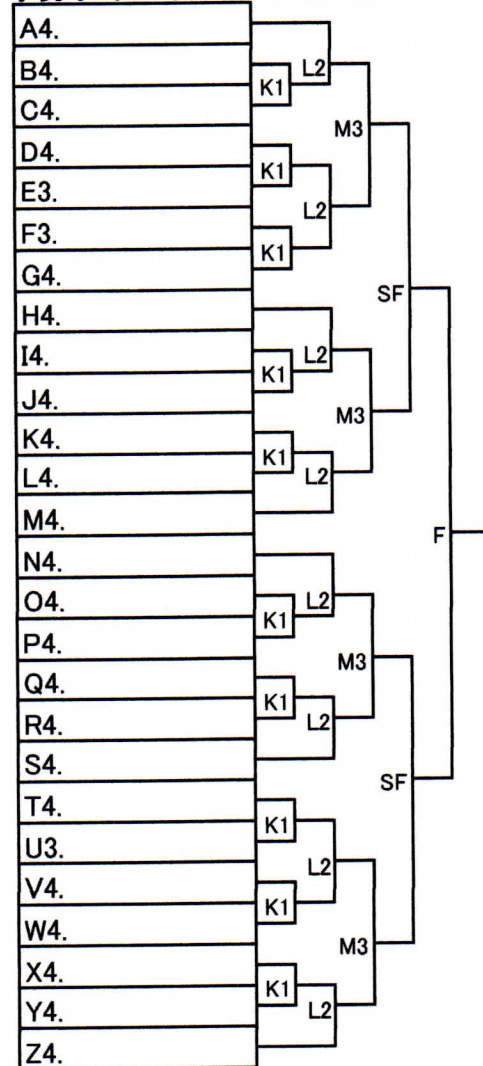 A4.
B4.
C4.
D4.
E3.
F3.
G4.
H4.
I4.
J4.
K4.
L4.
M4.
N4.
O4.
P4.
Q4.
R4.
S4.
T4.
U3.
V4.
W4.
X4.
Y4.
Z4.
L2
K1
M3
K1
L2
K1
SF
L2
K1
M3
K1
L2
F
L2
K1
M3
K1
L2
SF
K1
L2
K1
M3
K1
L2